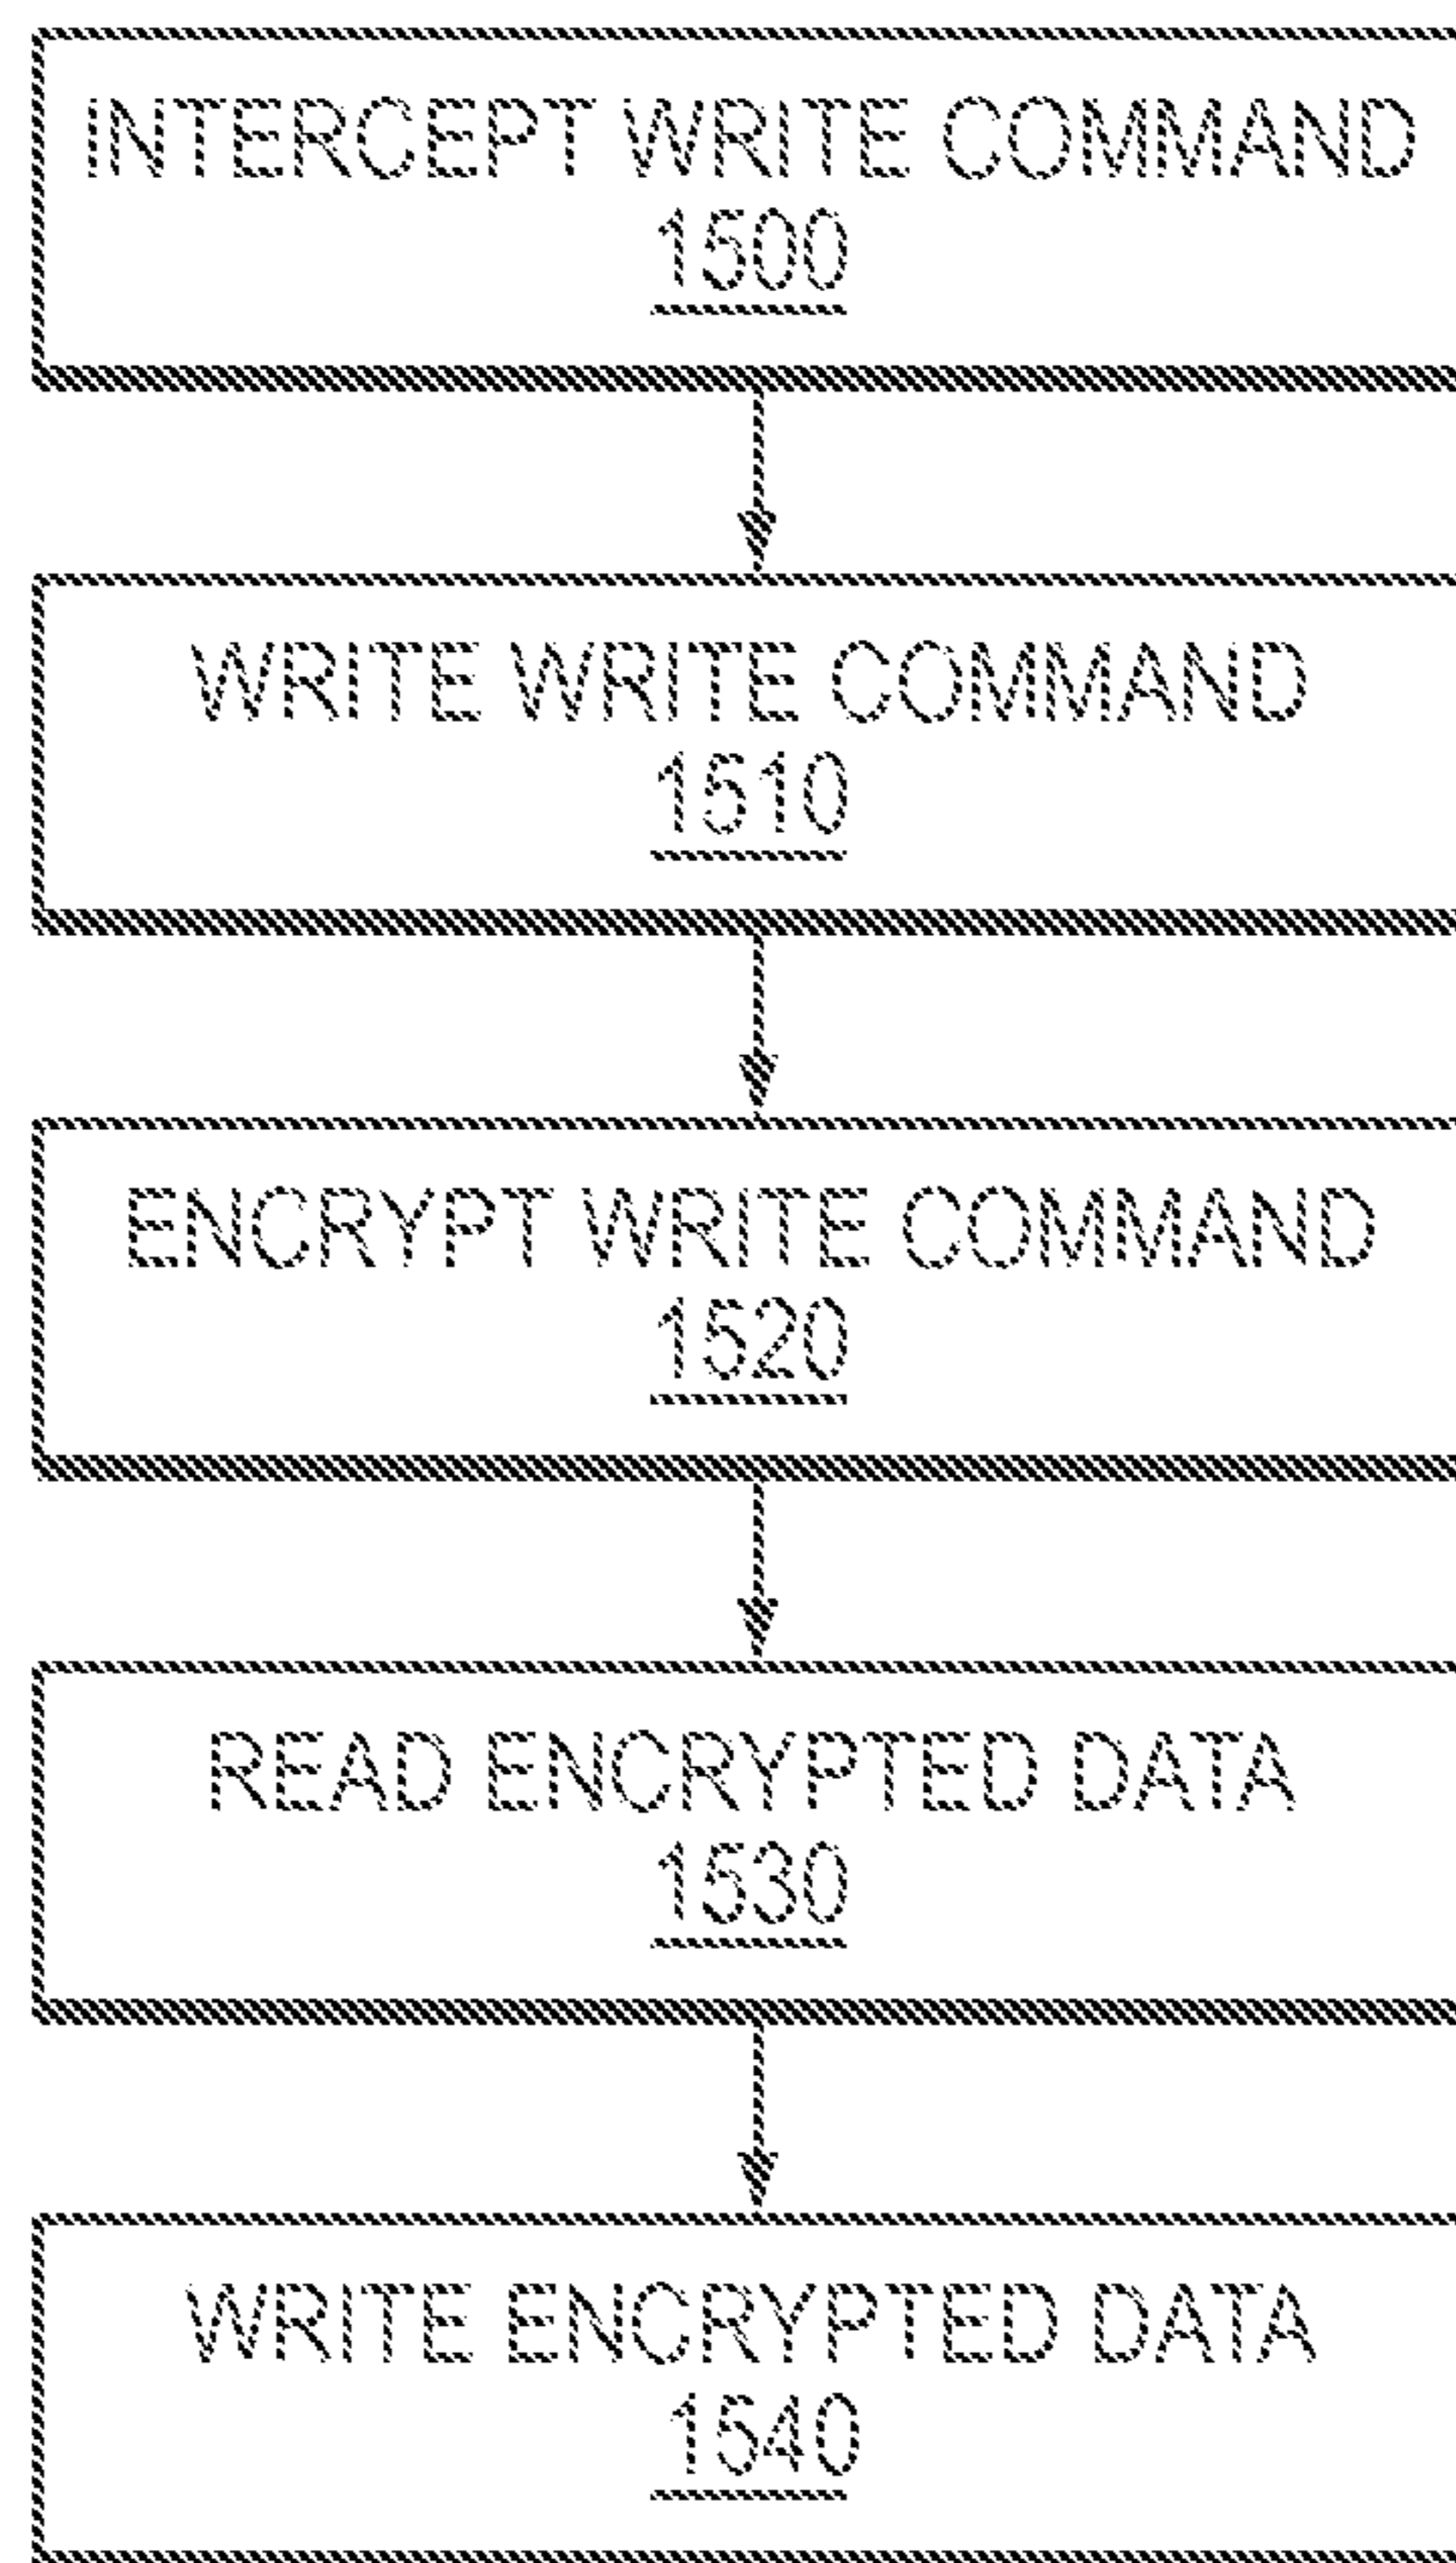 INTERCEPT WRITE COMMAND
1500
WRITE WRITE COMMAND
1510
ENCRYPT WRITE COMMAND
1520
READ ENCRYPTED DATA
1530
WRITE ENCRYPTED DATA
1540